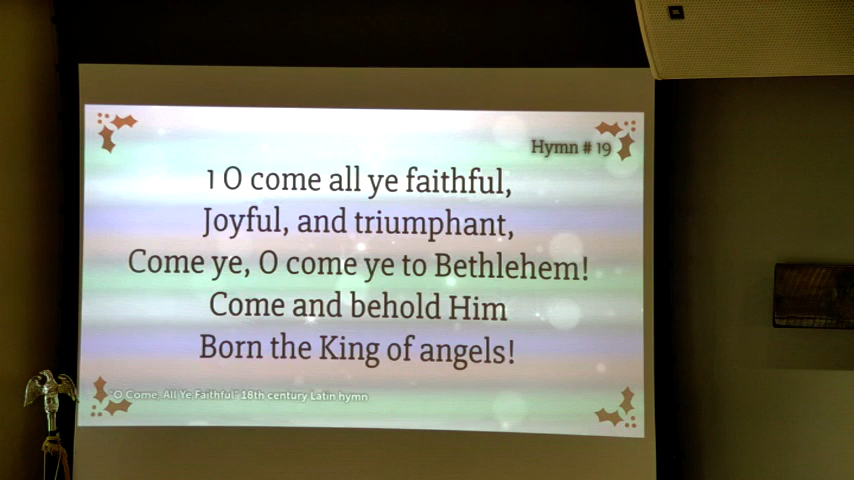 Hymn # 19
1 O come all ye faithful,
Joyful, and triumphant,
Come ye, O come ye to Bethlehem!
Come and behold Him
Born the King of angels!
"O Come, All Ye Faithful" 18th century Latin hymn